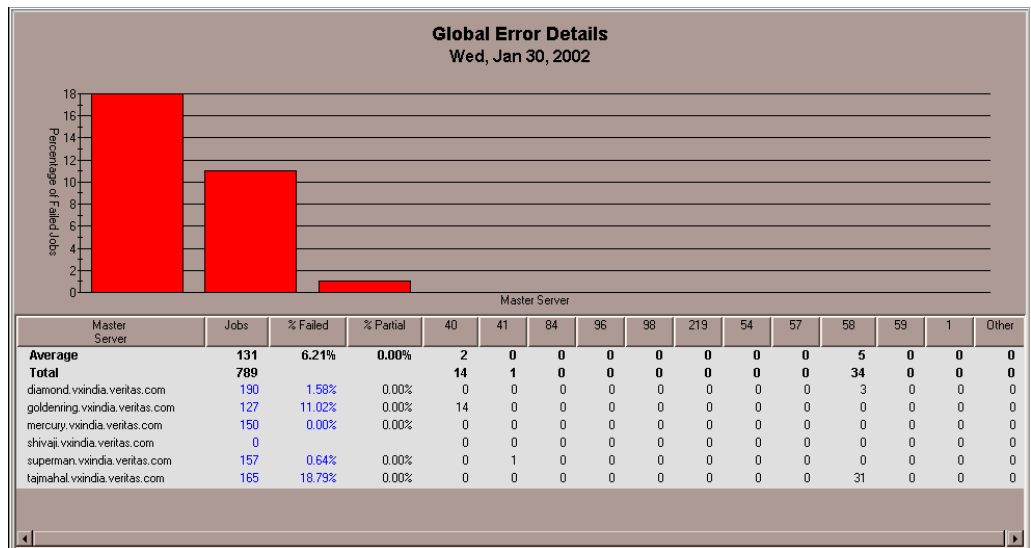 Global Error Details
Wed, Jan 30, 2002
Percentage of Failed Jobs
18
16
14
12
10
8
6
4
2
0
Master Server
Master Server Jobs % Failed % Partial 40 41 84 96 98 219 54 57 58 59 1 Other
Average 131 6.21% 0.00% 2 0 0 0 0 0 0 0 5 0 0 0
Total 789 14 1 0 0 0 0 0 0 34 0 0 0
diamond.vxindia.veritas.com 190 1.58% 0.00% 0 0 0 0 0 0 0 0 3 0 0 0
goldenring.vxindia.veritas.com 127 11.02% 0.00% 14 0 0 0 0 0 0 0 0 0 0 0
mercury.vxindia.veritas.com 150 0.00% 0.00% 0 0 0 0 0 0 0 0 0 0 0 0
shivaji.vxindia.veritas.com 0 0 0 0 0 0 0 0 0 0 0 0 0
superman.vxindia.veritas.com 157 0.64% 0.00% 0 1 0 0 0 0 0 0 0 0 0 0
tajmahal.vxindia.veritas.com 165 18.79% 0.00% 0 0 0 0 0 0 0 0 31 0 0 0